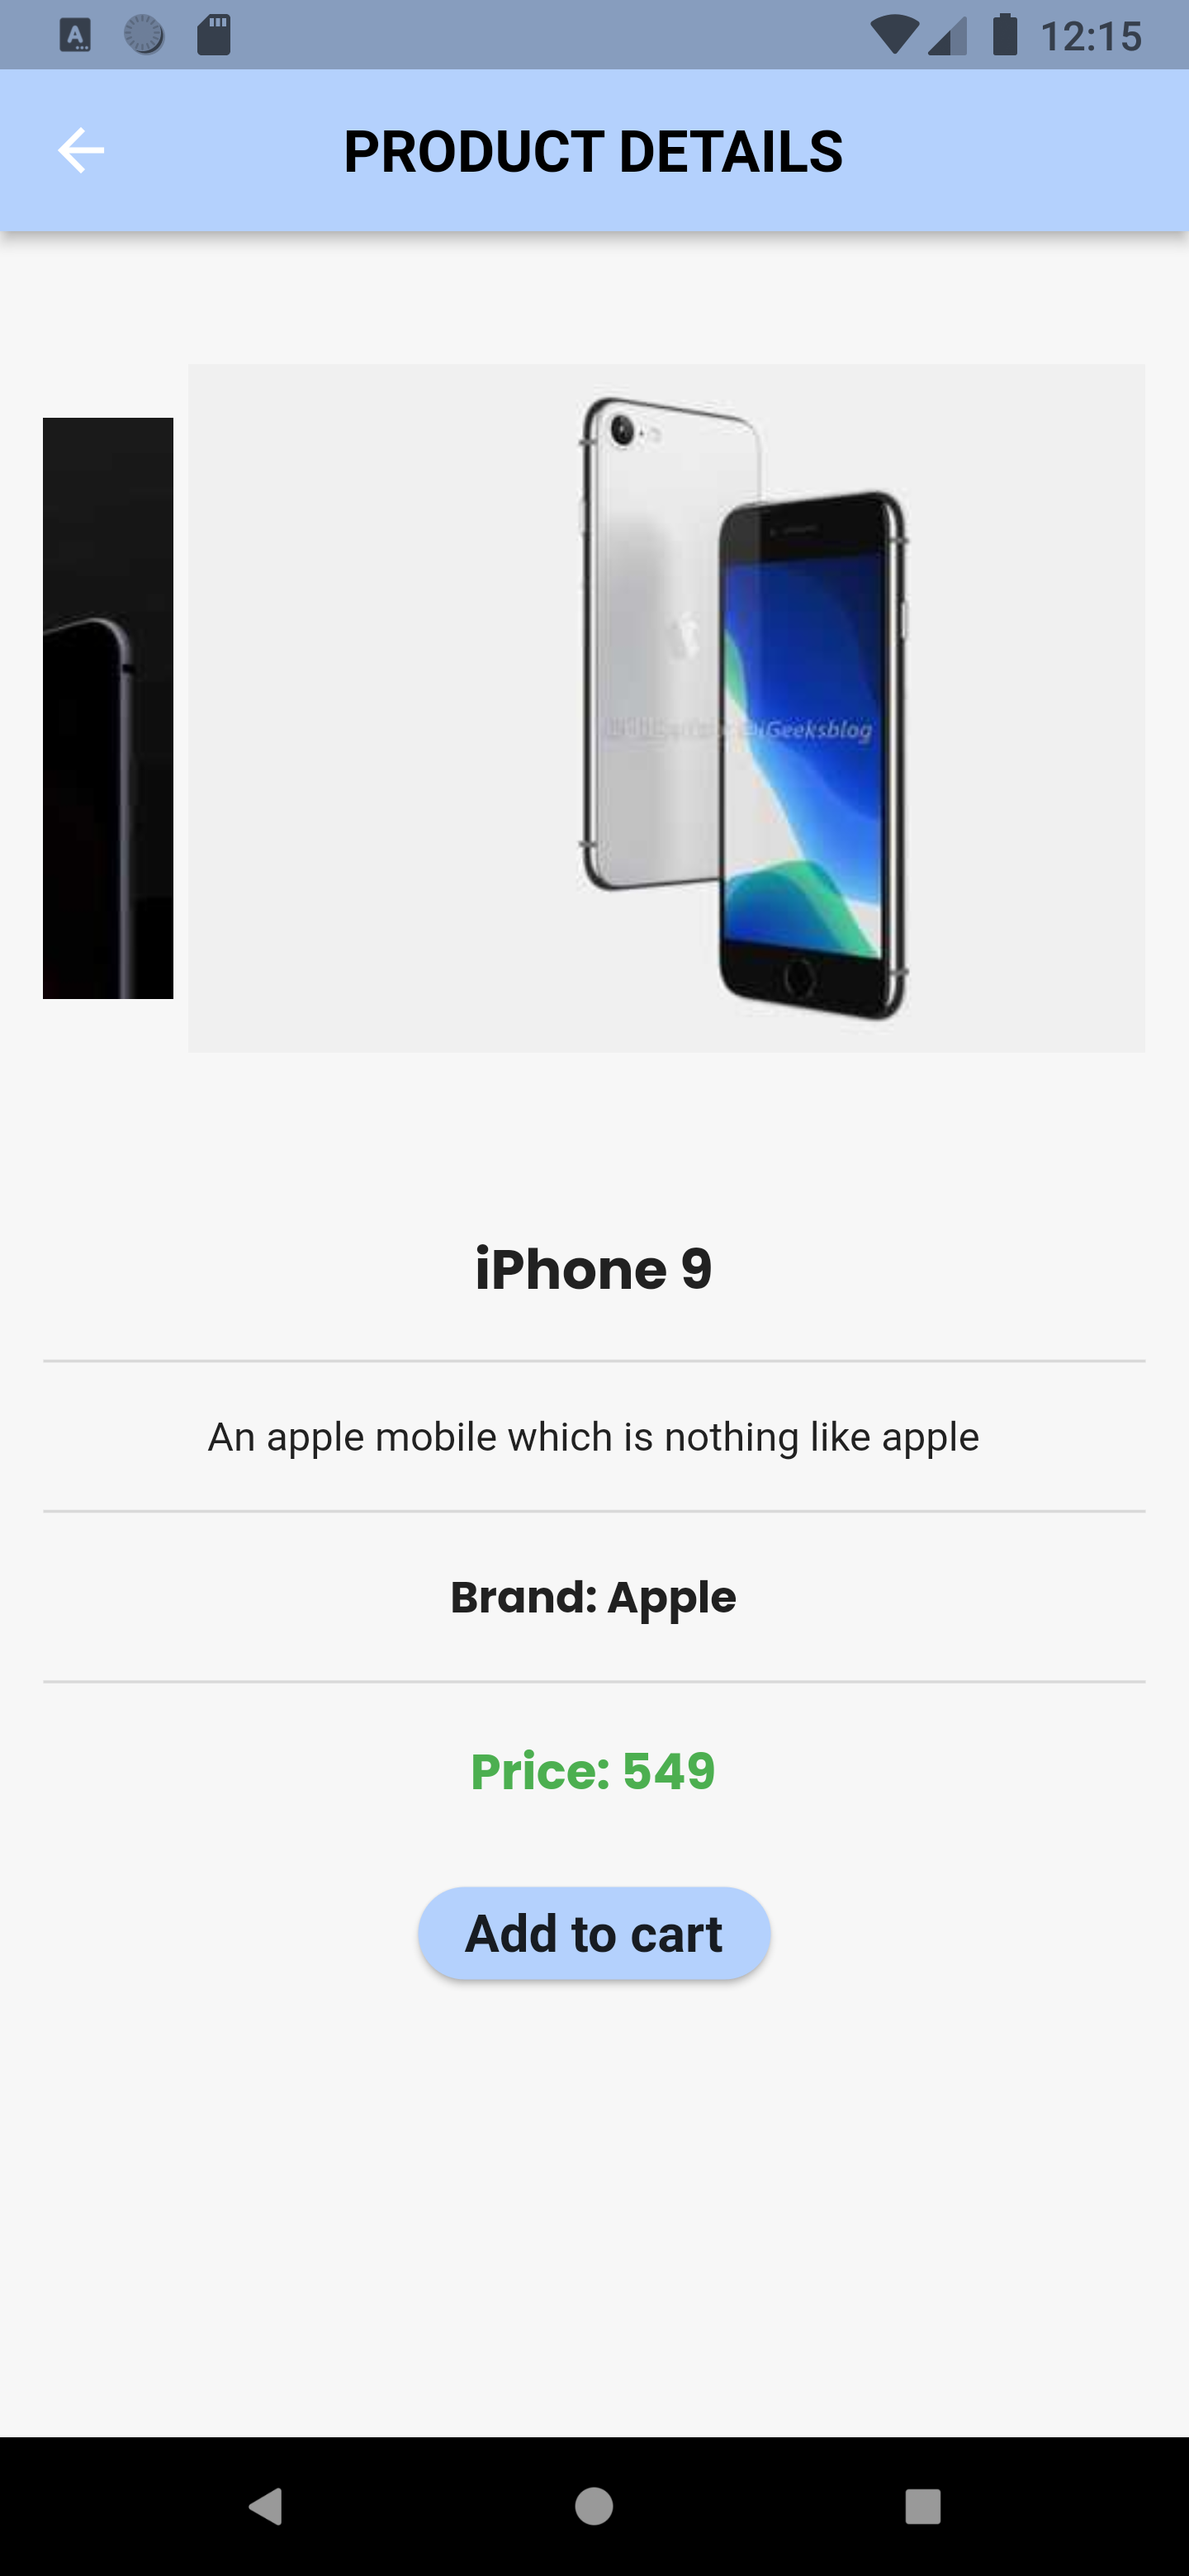 12:15
PRODUCT DETAILS
iGeeksblog
iPhone 9
An apple mobile which is nothing like apple
Brand: Apple
Price: 549
Add to cart